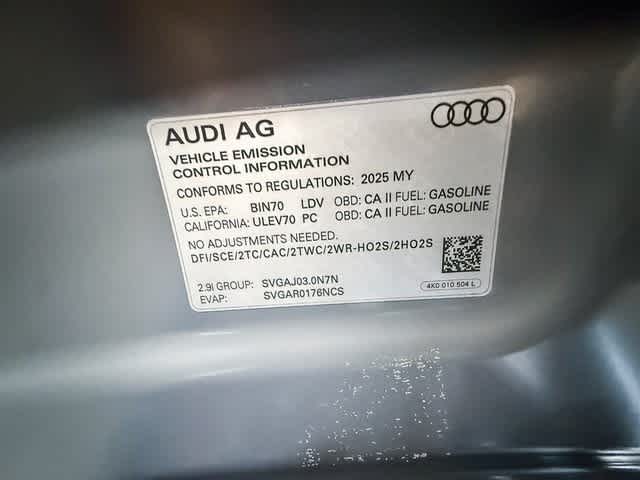 AUDI AG
VEHICLE EMISSION
CONTROL INFORMATION
CONFORMS TO REGULATIONS: 2025 MY
U.S. EPA: BIN70 LDV OBD: CA II FUEL: GASOLINE
CALIFORNIA: ULEV70 PC OBD: CA II FUEL: GASOLINE
NO ADJUSTMENTS NEEDED.
DFI/SCE/2TC/CAC/2TWC/2WR-HO2S/2HO2S
2.9l GROUP: SVGAJ03.0N7N
EVAP: SVGAR0176NCS
4K0 010 504 L